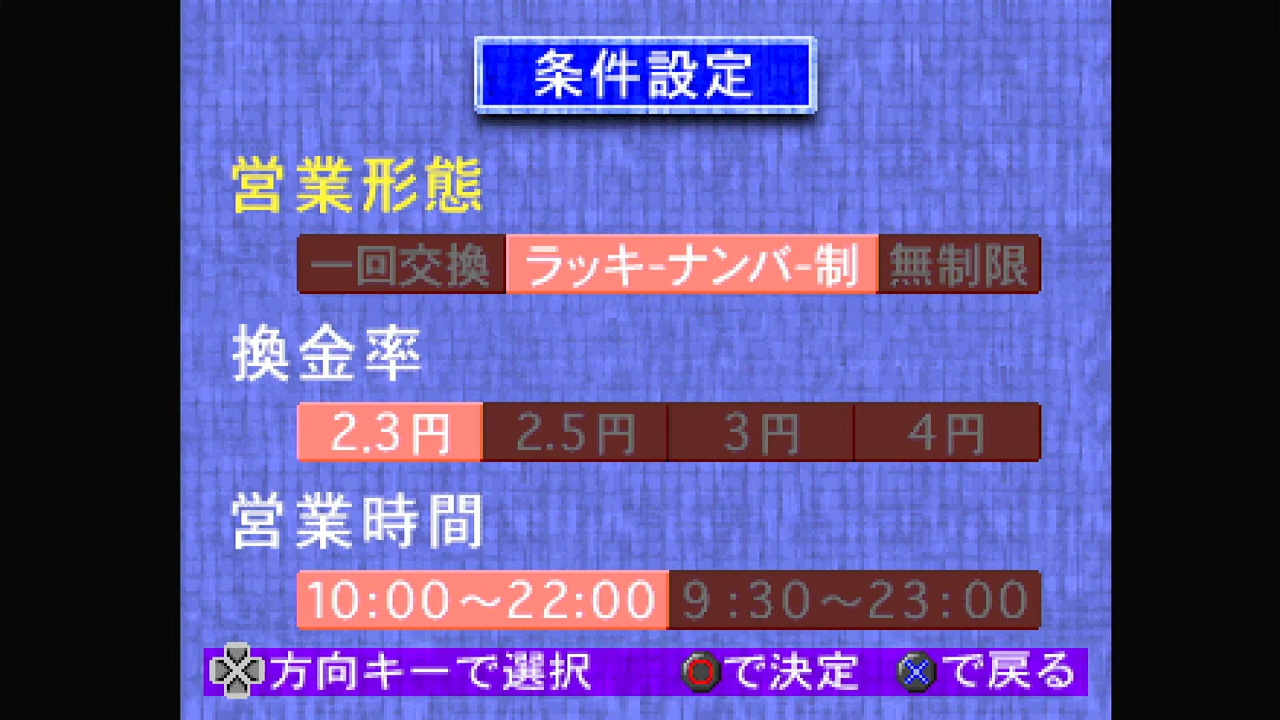 条件設定
営業形態
一回交換 ラッキーナンバー制 無制限
換金率
2.3円 2.5円 3円 4円
営業時間
10:00～22:00 9:30～23:00
方向キーで選択 で決定 で戻る